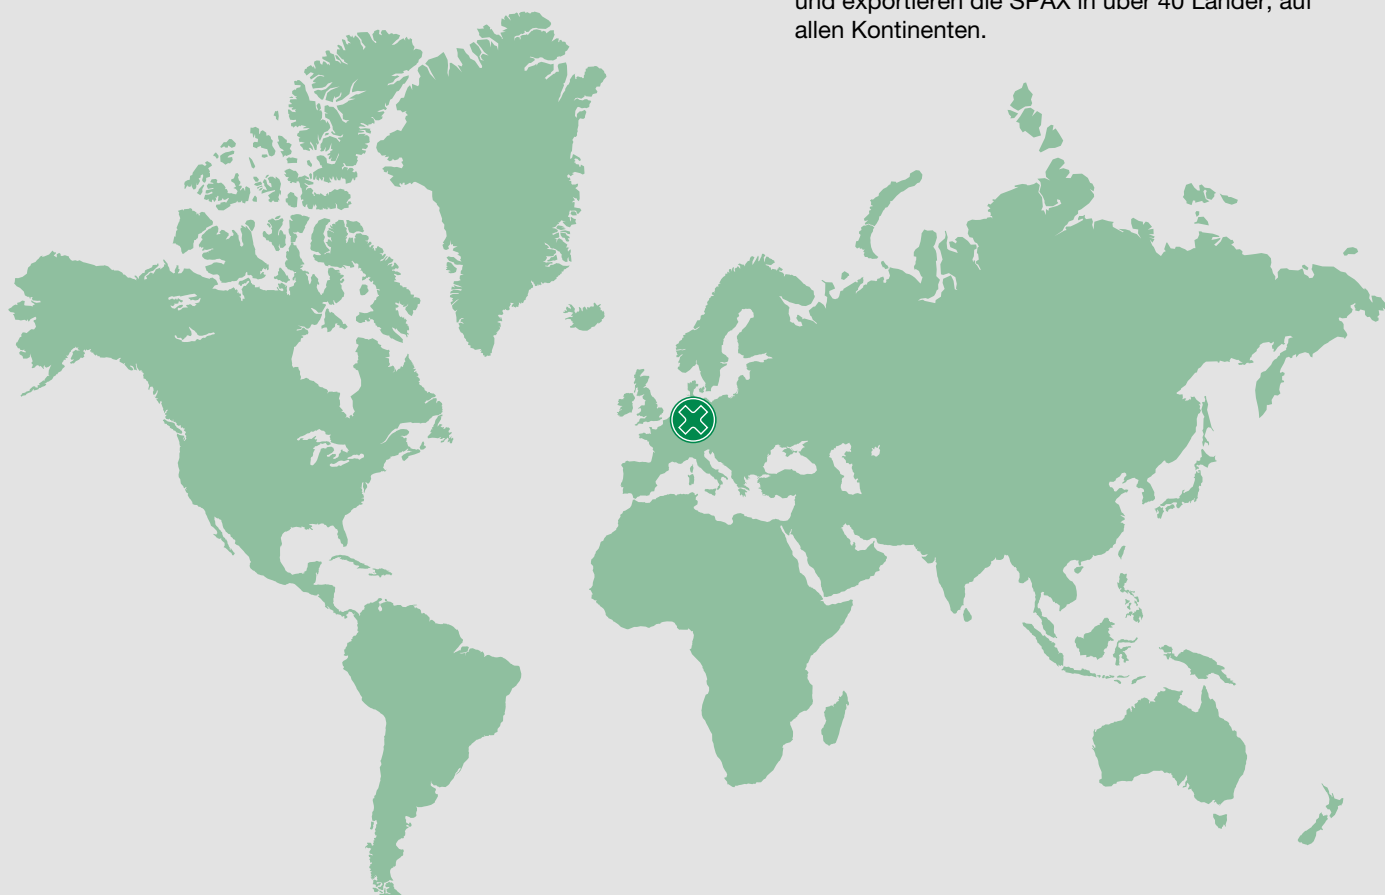 und exportieren die SPAX in über 40 Länder, auf
allen Kontinenten.